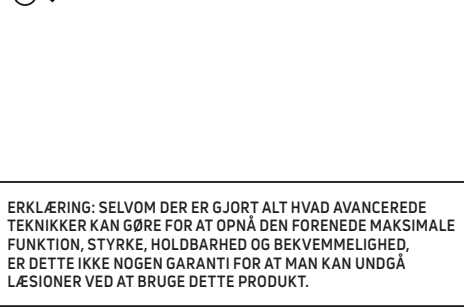 ERKLÆRING: SELVOM DER ER GJORT ALT HVAD AVANCEREDE
TEKNIKKER KAN GØRE FOR AT OPNÅ DEN FORENEDE MAKSIMALE
FUNKTION, STYRKE, HOLDBARHED OG BEKVEMMELIGHED,
ER DETTE IKKE NOGEN GARANTI FOR AT MAN KAN UNDGÅ
LÆSIONER VED AT BRUGE DETTE PRODUKT.